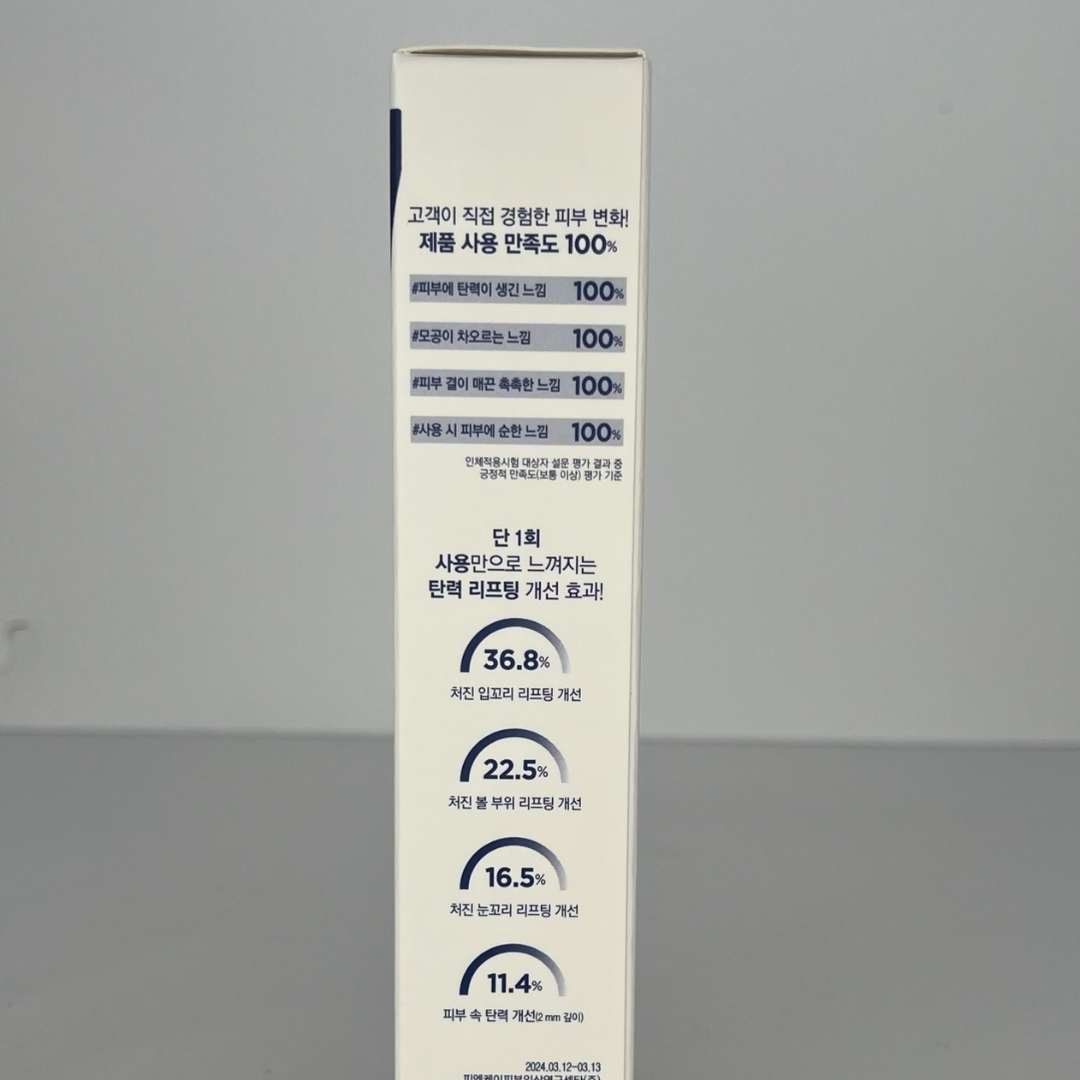 고객이 직접 경험한 피부 변화!
제품 사용 만족도 100%
#피부에 탄력이 생긴 느낌 100%
#모공이 차오르는 느낌 100%
#피부 결이 매끈 촉촉한 느낌 100%
#사용 시 피부에 순한 느낌 100%
인체적용시험 대상자 설문 평가 결과 중
긍정적 만족도(보통 이상) 평가 기준
단 1회
사용만으로 느껴지는
탄력 리프팅 개선 효과!
36.8%
처진 입꼬리 리프팅 개선
22.5%
처진 볼 부위 리프팅 개선
16.5%
처진 눈꼬리 리프팅 개선
11.4%
피부 속 탄력 개선(2 mm 깊이)
2024.03.12-03.13